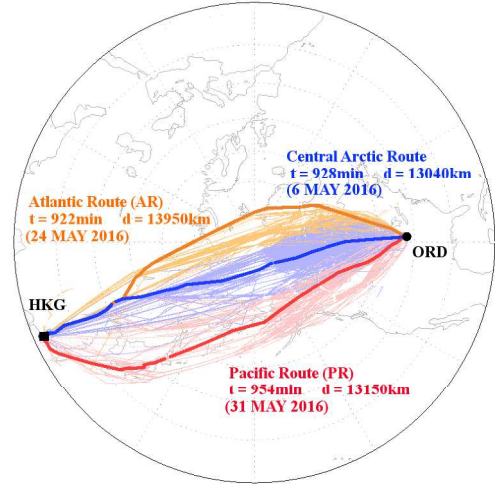 Central Arctic Route
t = 928min d = 13040km
(6 MAY 2016)
Atlantic Route (AR)
t = 922min d = 13950km
(24 MAY 2016)
ORD
HKG
Pacific Route (PR)
t = 954min d = 13150km
(31 MAY 2016)